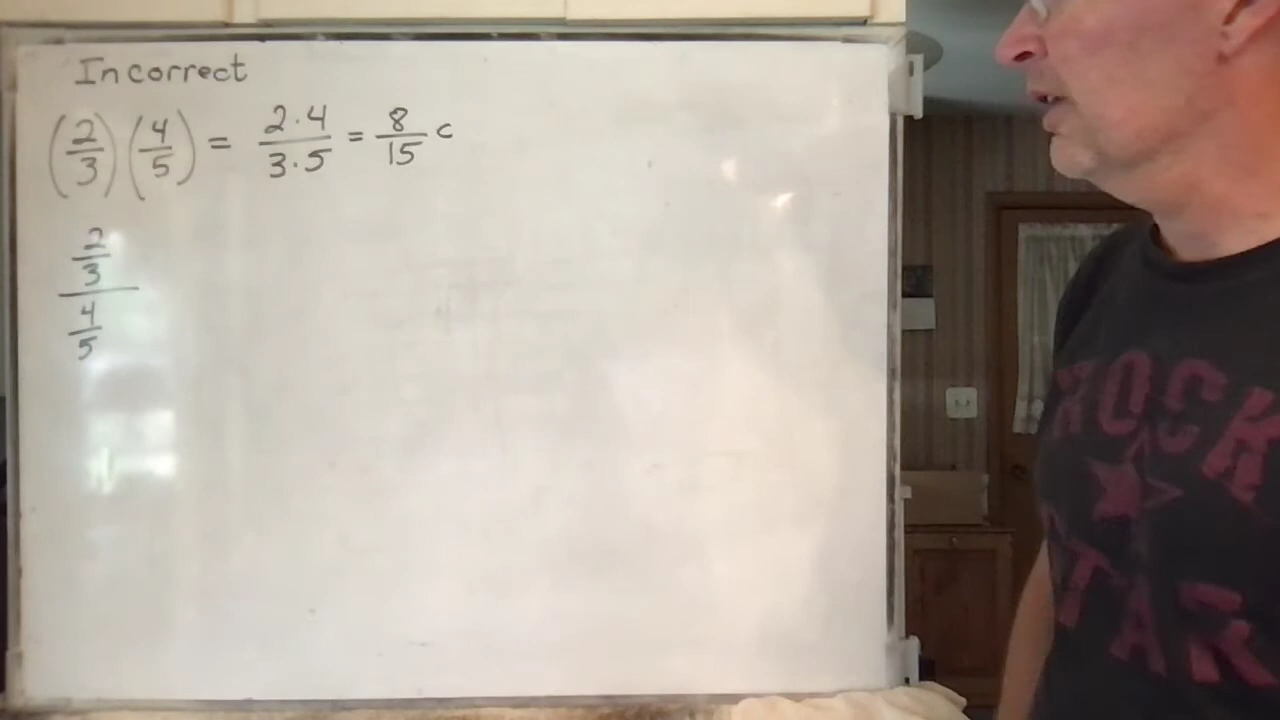 Incorrect
(2/3)(4/5) = 2·4/3·5 = 8/15 c
2/3
4/5
ROCK
STAR